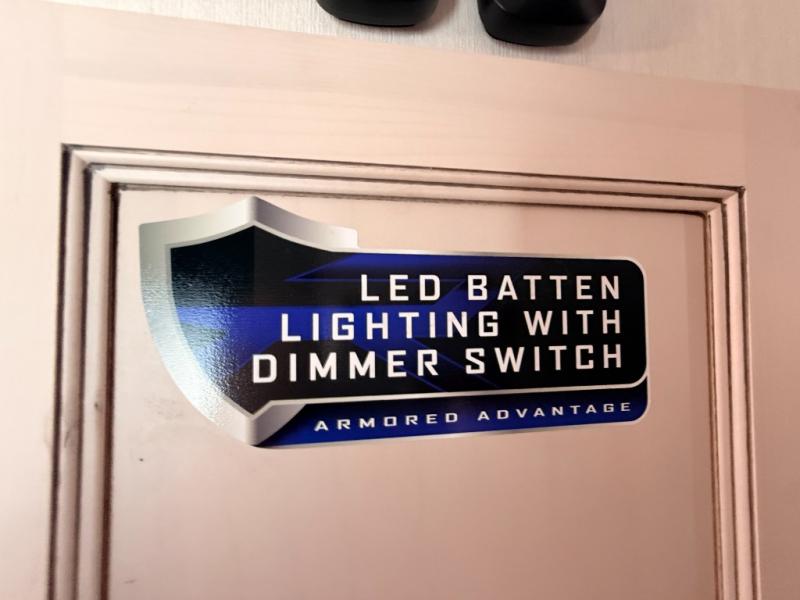 LED BATTEN
LIGHTING WITH
DIMMER SWITCH
ARMORED ADVANTAGE